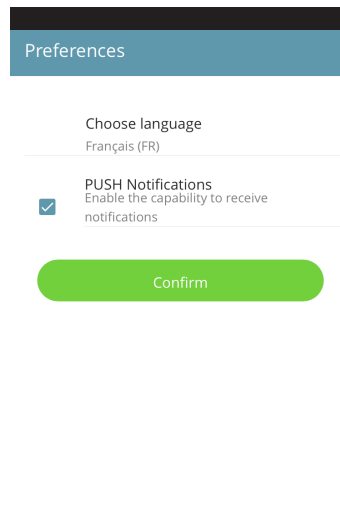 Preferences
Choose language
Français (FR)
PUSH Notifications
Enable the capability to receive
notifications
Confirm